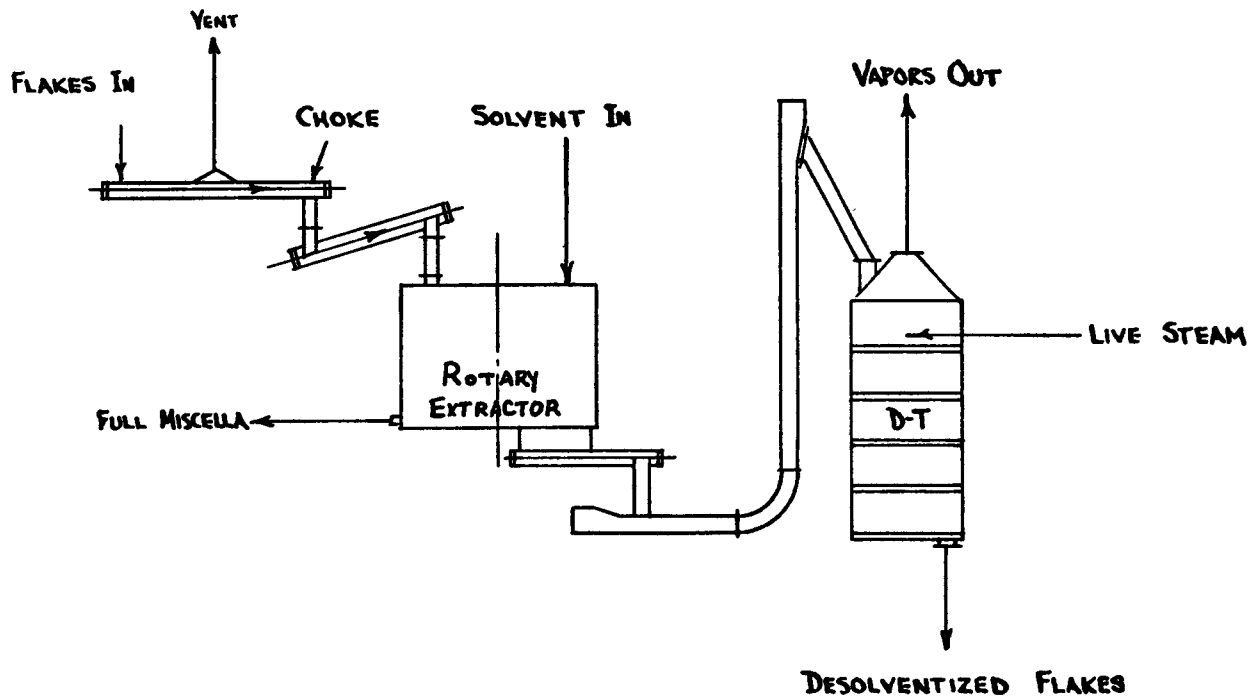 VENT
FLAKES IN
CHOKE
SOLVENT IN
VAPORS OUT
LIVE STEAM
ROTARY
EXTRACTOR
FULL MISCELLA
D-T
DESOLVENTIZED FLAKES